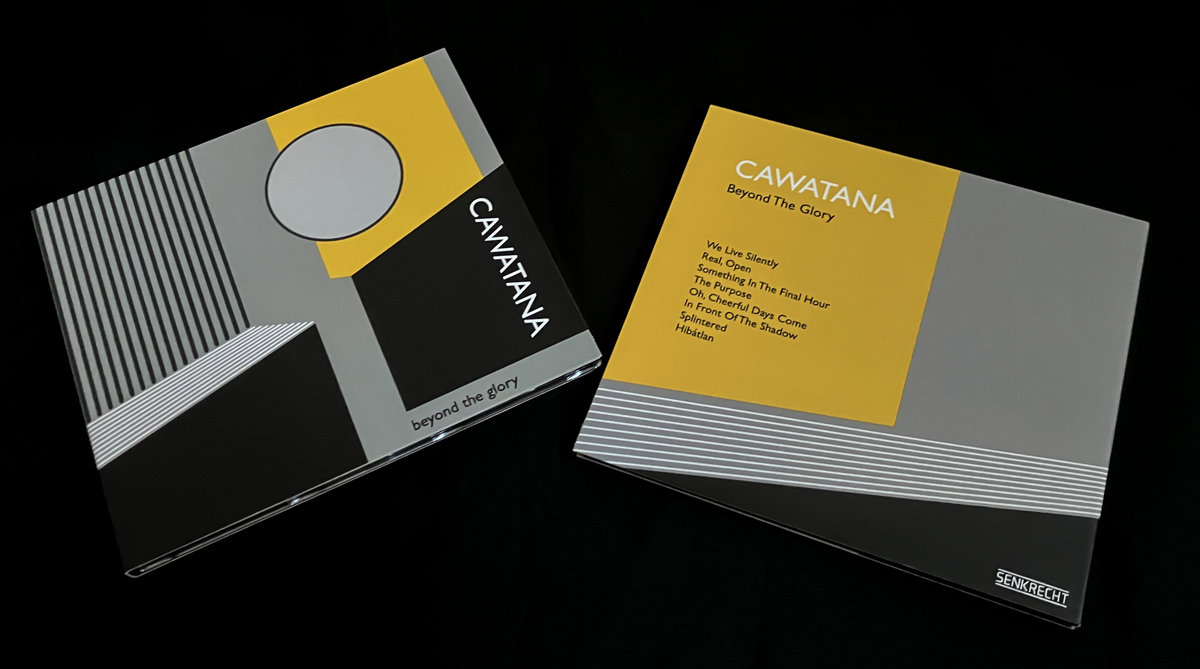 CAWATANA
beyond the glory
CAWATANA
Beyond The Glory
We Live Silently
Real, Open
Something In The Final Hour
The Purpose
Oh, Cheerful Days Come
In Front Of The Shadow
Splintered
Hibátlan
SENKRECHT